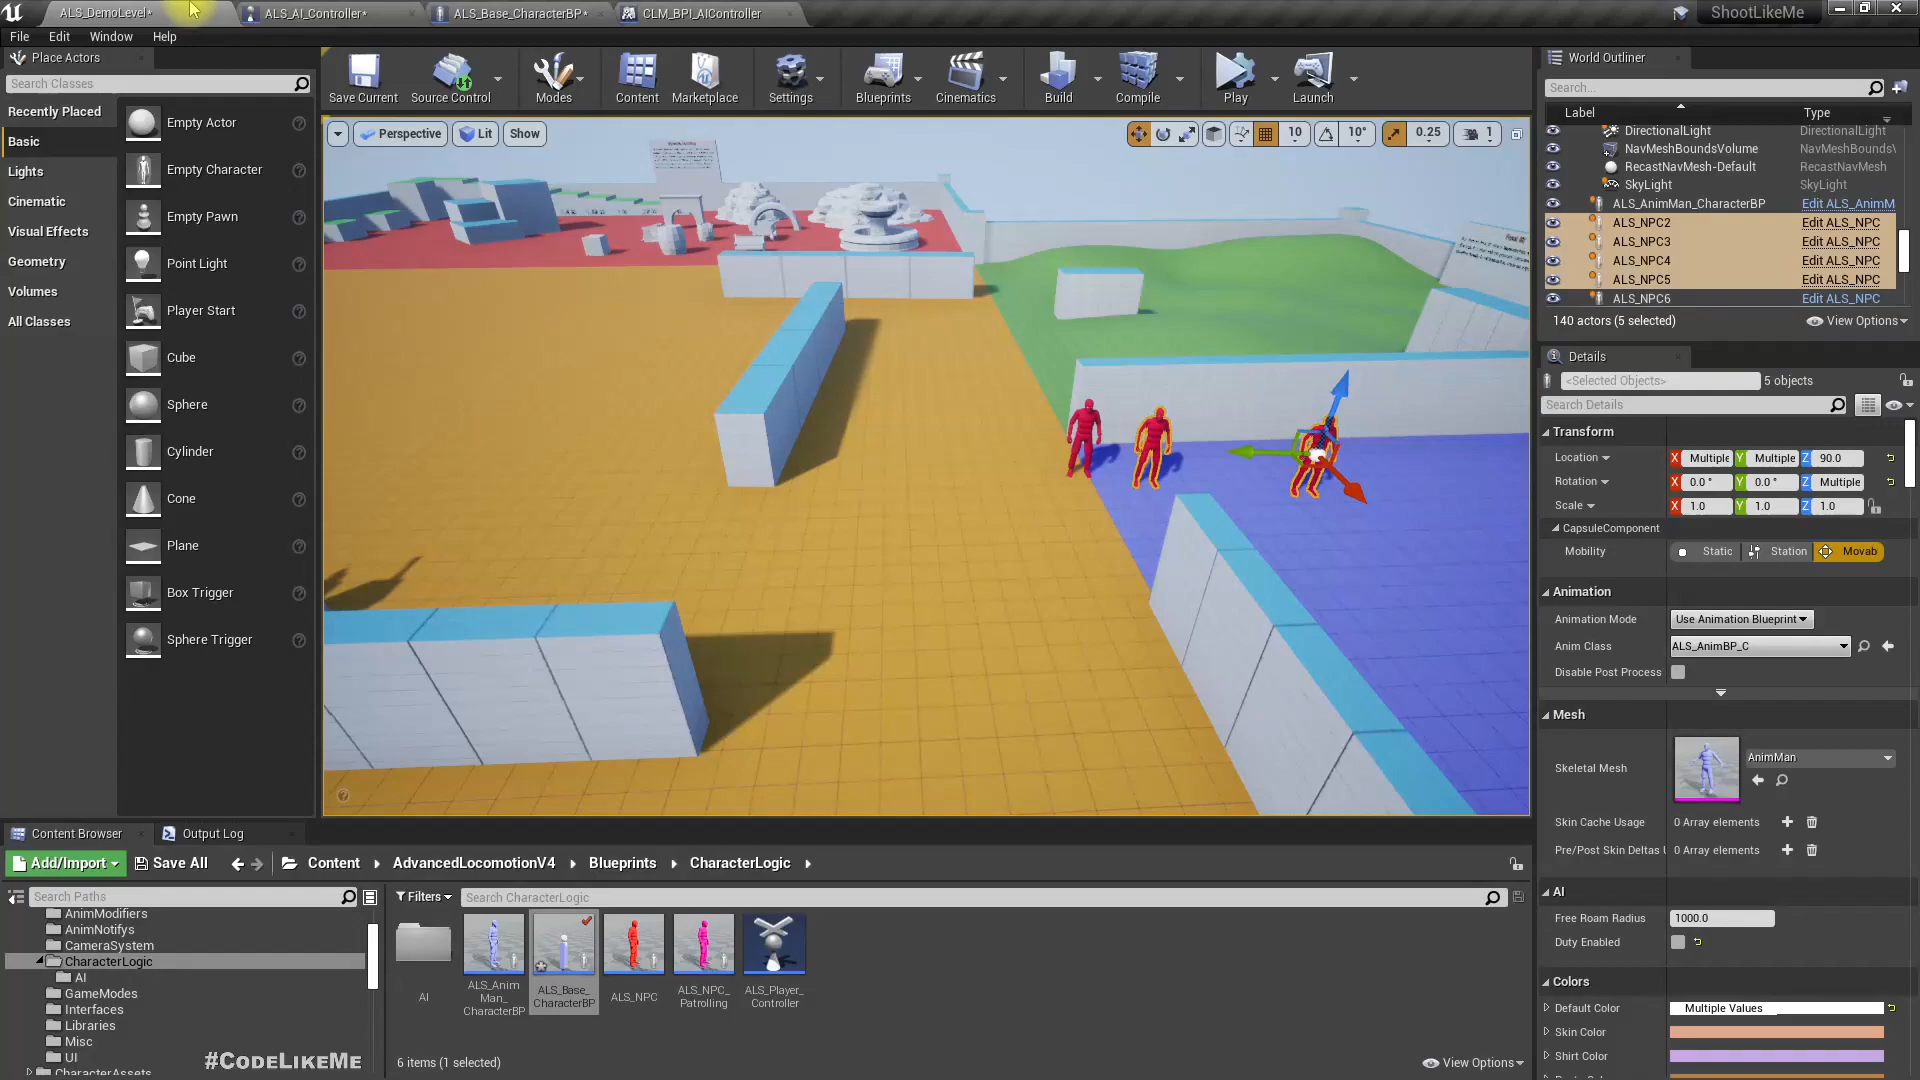 ALS_DemoLevel*
ALS_AI_Controller*
ALS_Base_CharacterBP*
CLM_BPI_AIController
ShootLikeMe
File
Edit
Window
Help
Place Actors
Search Classes
Recently Placed
Basic
Lights
Cinematic
Visual Effects
Geometry
Volumes
All Classes
Empty Actor
Empty Character
Empty Pawn
Point Light
Player Start
Cube
Sphere
Cylinder
Cone
Plane
Box Trigger
Sphere Trigger
Save Current
Source Control
Modes
Content
Marketplace
Settings
Blueprints
Cinematics
Build
Compile
Play
Launch
Perspective
Lit
Show
10
10°
0.25
1
World Outliner
Search...
Label
Type
DirectionalLight DirectionalLight
NavMeshBoundsVolume NavMeshBoundsV
RecastNavMesh-Default RecastNavMesh
SkyLight SkyLight
ALS_AnimMan_CharacterBP Edit ALS_AnimM
ALS_NPC2 Edit ALS_NPC
ALS_NPC3 Edit ALS_NPC
ALS_NPC4 Edit ALS_NPC
ALS_NPC5 Edit ALS_NPC
ALS_NPC6 Edit ALS_NPC
140 actors (5 selected)
View Options
Details
<Selected Objects>
5 objects
Search Details
Transform
Location X Multiple Y Multiple Z 90.0
Rotation X 0.0 ° Y 0.0 ° Z Multiple
Scale X 1.0 Y 1.0 Z 1.0
CapsuleComponent
Mobility Static Station Movab
Animation
Animation Mode Use Animation Blueprint
Anim Class ALS_AnimBP_C
Disable Post Process
Mesh
Skeletal Mesh AnimMan
Skin Cache Usage 0 Array elements
Pre/Post Skin Deltas U 0 Array elements
AI
Free Roam Radius 1000.0
Duty Enabled
Colors
Default Color Multiple Values
Skin Color
Shirt Color
Content Browser
Output Log
Add/Import
Save All
Content
AdvancedLocomotionV4
Blueprints
CharacterLogic
Search Paths
Filters
Search CharacterLogic
AnimModifiers
AnimNotifys
CameraSystem
CharacterLogic
AI
GameModes
Interfaces
Libraries
Misc
UI
CharacterAssets
AI
ALS_Anim
Man_
CharacterBP
ALS_Base_
CharacterBP
ALS_NPC
ALS_NPC_
Patrolling
ALS_Player_
Controller
#CODELIKEME
6 items (1 selected)
View Options